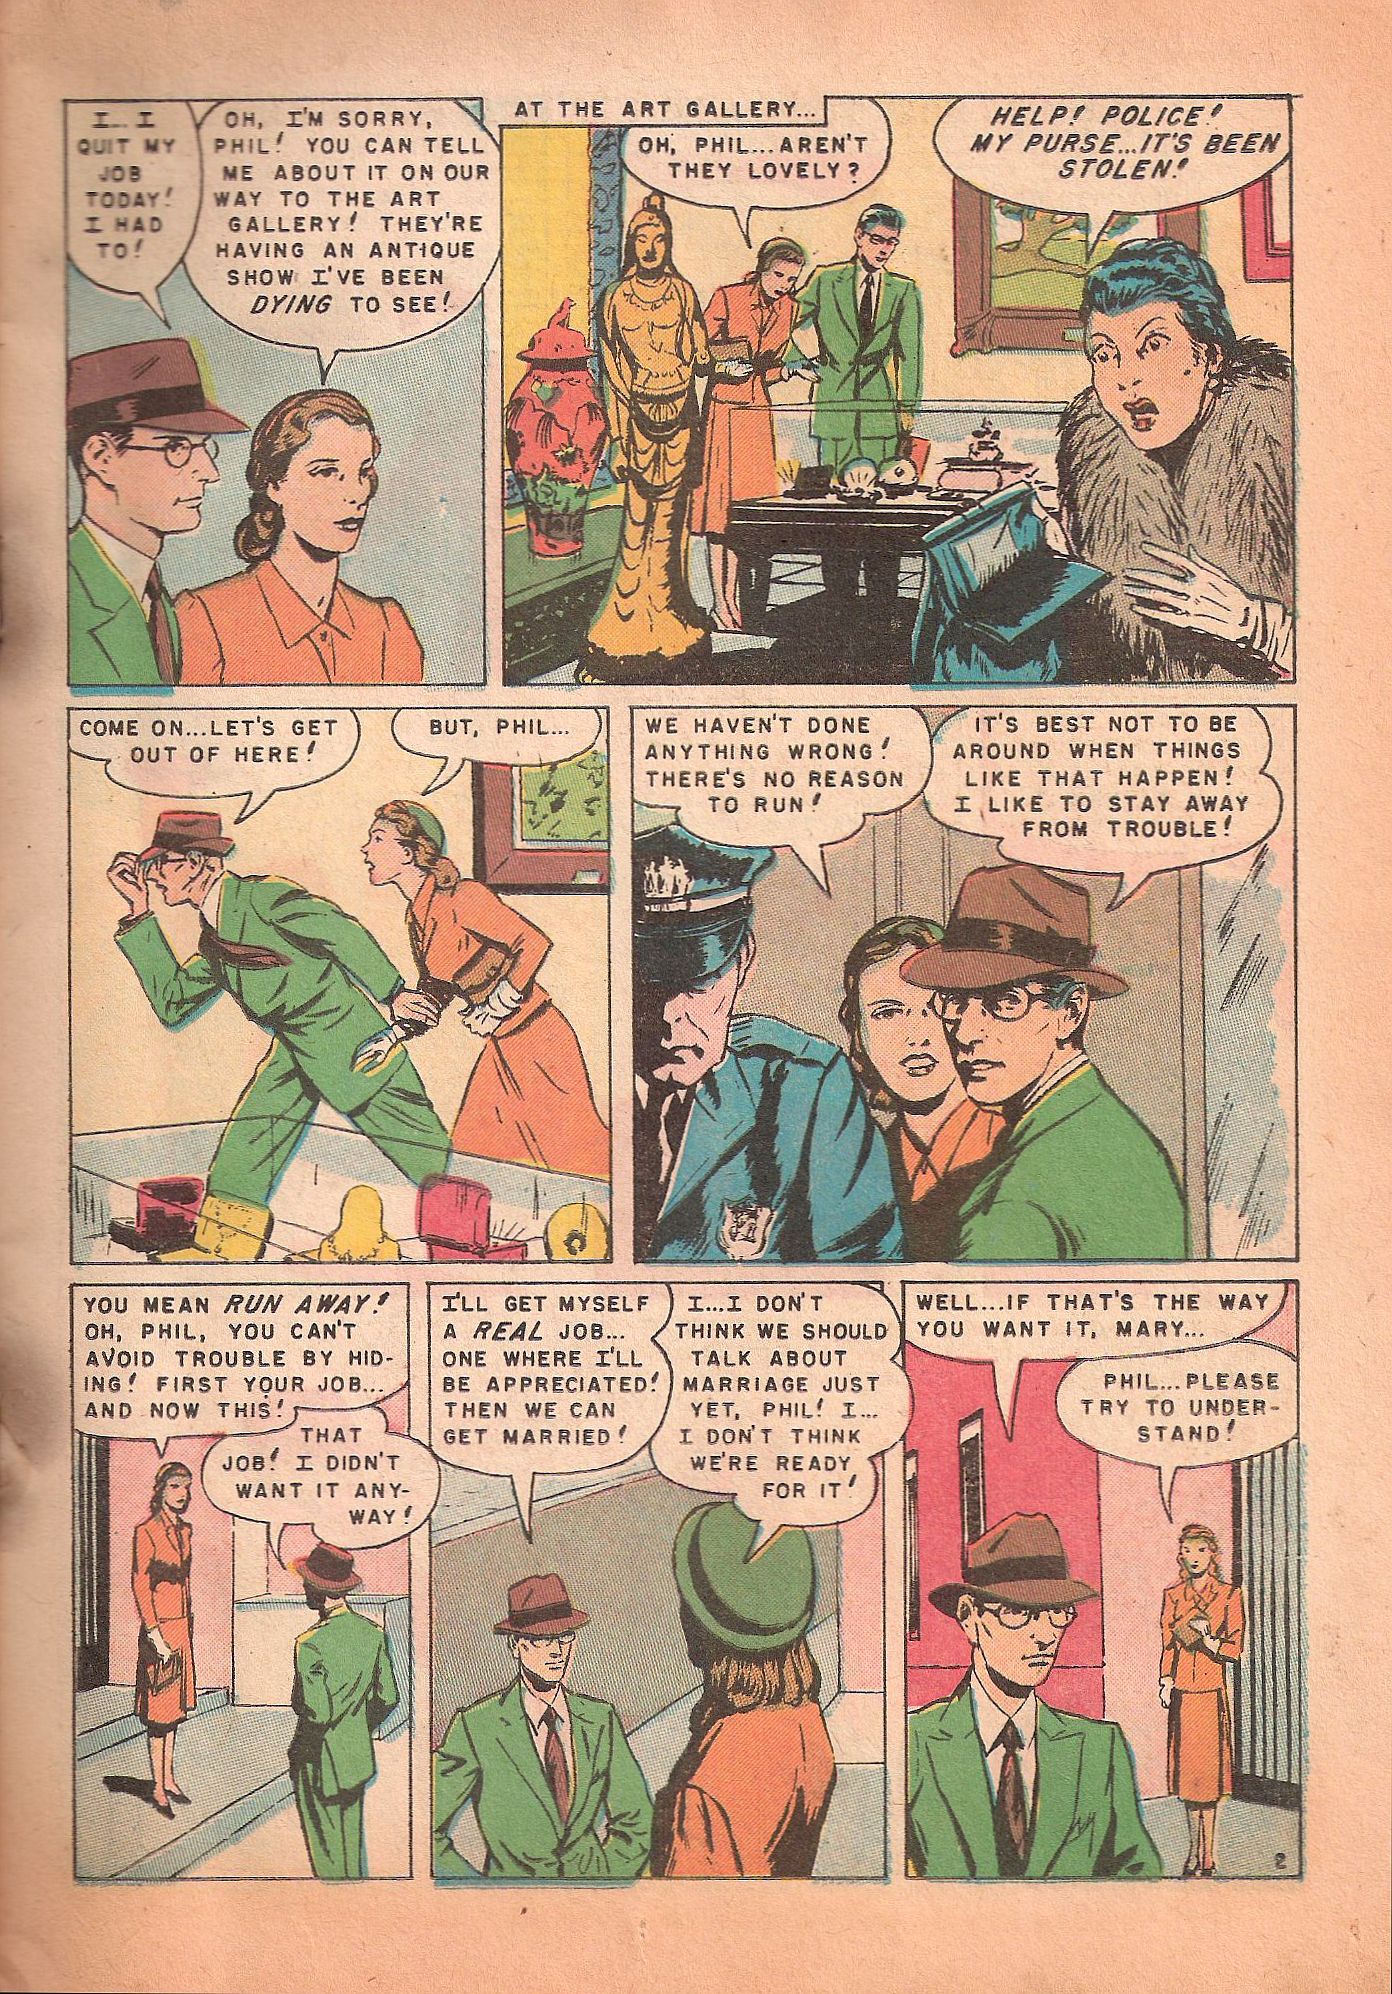 I...I
QUIT MY
JOB
TODAY!
I HAD
TO!
OH, I'M SORRY,
PHIL! YOU CAN TELL
ME ABOUT IT ON OUR
WAY TO THE ART
GALLERY! THEY'RE
HAVING AN ANTIQUE
SHOW I'VE BEEN
DYING TO SEE!
AT THE ART GALLERY...
OH, PHIL...AREN'T
THEY LOVELY?
HELP! POLICE!
MY PURSE...IT'S BEEN
STOLEN!
COME ON...LET'S GET
OUT OF HERE!
BUT, PHIL...
WE HAVEN'T DONE
ANYTHING WRONG!
THERE'S NO REASON
TO RUN!
IT'S BEST NOT TO BE
AROUND WHEN THINGS
LIKE THAT HAPPEN!
I LIKE TO STAY AWAY
FROM TROUBLE!
YOU MEAN RUN AWAY!
OH, PHIL, YOU CAN'T
AVOID TROUBLE BY HID-
ING! FIRST YOUR JOB...
AND NOW THIS!
THAT
JOB! I DIDN'T
WANT IT ANY-
WAY!
I'LL GET MYSELF
A REAL JOB...
ONE WHERE I'LL
BE APPRECIATED!
THEN WE CAN
GET MARRIED!
I...I DON'T
THINK WE SHOULD
TALK ABOUT
MARRIAGE JUST
YET, PHIL! I...
I DON'T THINK
WE'RE READY
FOR IT!
WELL...IF THAT'S THE WAY
YOU WANT IT, MARY...
PHIL...PLEASE
TRY TO UNDER-
STAND!
2